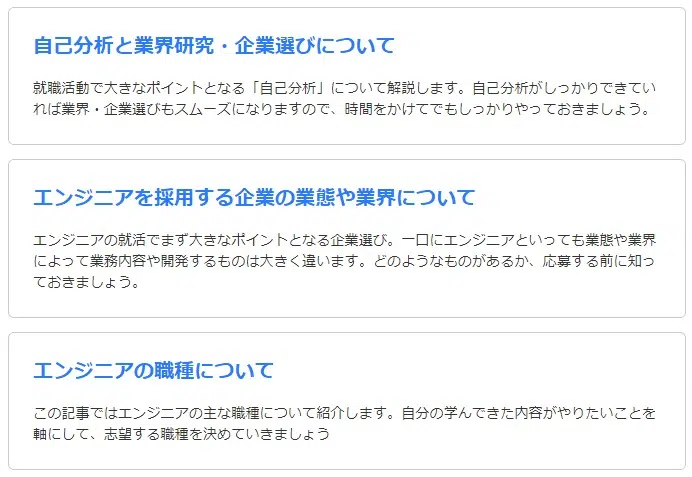 自己分析と業界研究・企業選びについて
就職活動で大きなポイントとなる「自己分析」について解説します。自己分析がしっかりできてい
れば業界・企業選びもスムーズになりますので、時間をかけてでもしっかりやっておきましょう。
エンジニアを採用する企業の業態や業界について
エンジニアの就活でまず大きなポイントとなる企業選び。一口にエンジニアといっても業態や業界
によって業務内容や開発するものは大きく違います。どのようなものがあるか、応募する前に知っ
ておきましょう。
エンジニアの職種について
この記事ではエンジニアの主な職種について紹介します。自分の学んできた内容がやりたいことを
軸にして、志望する職種を決めていきましょう